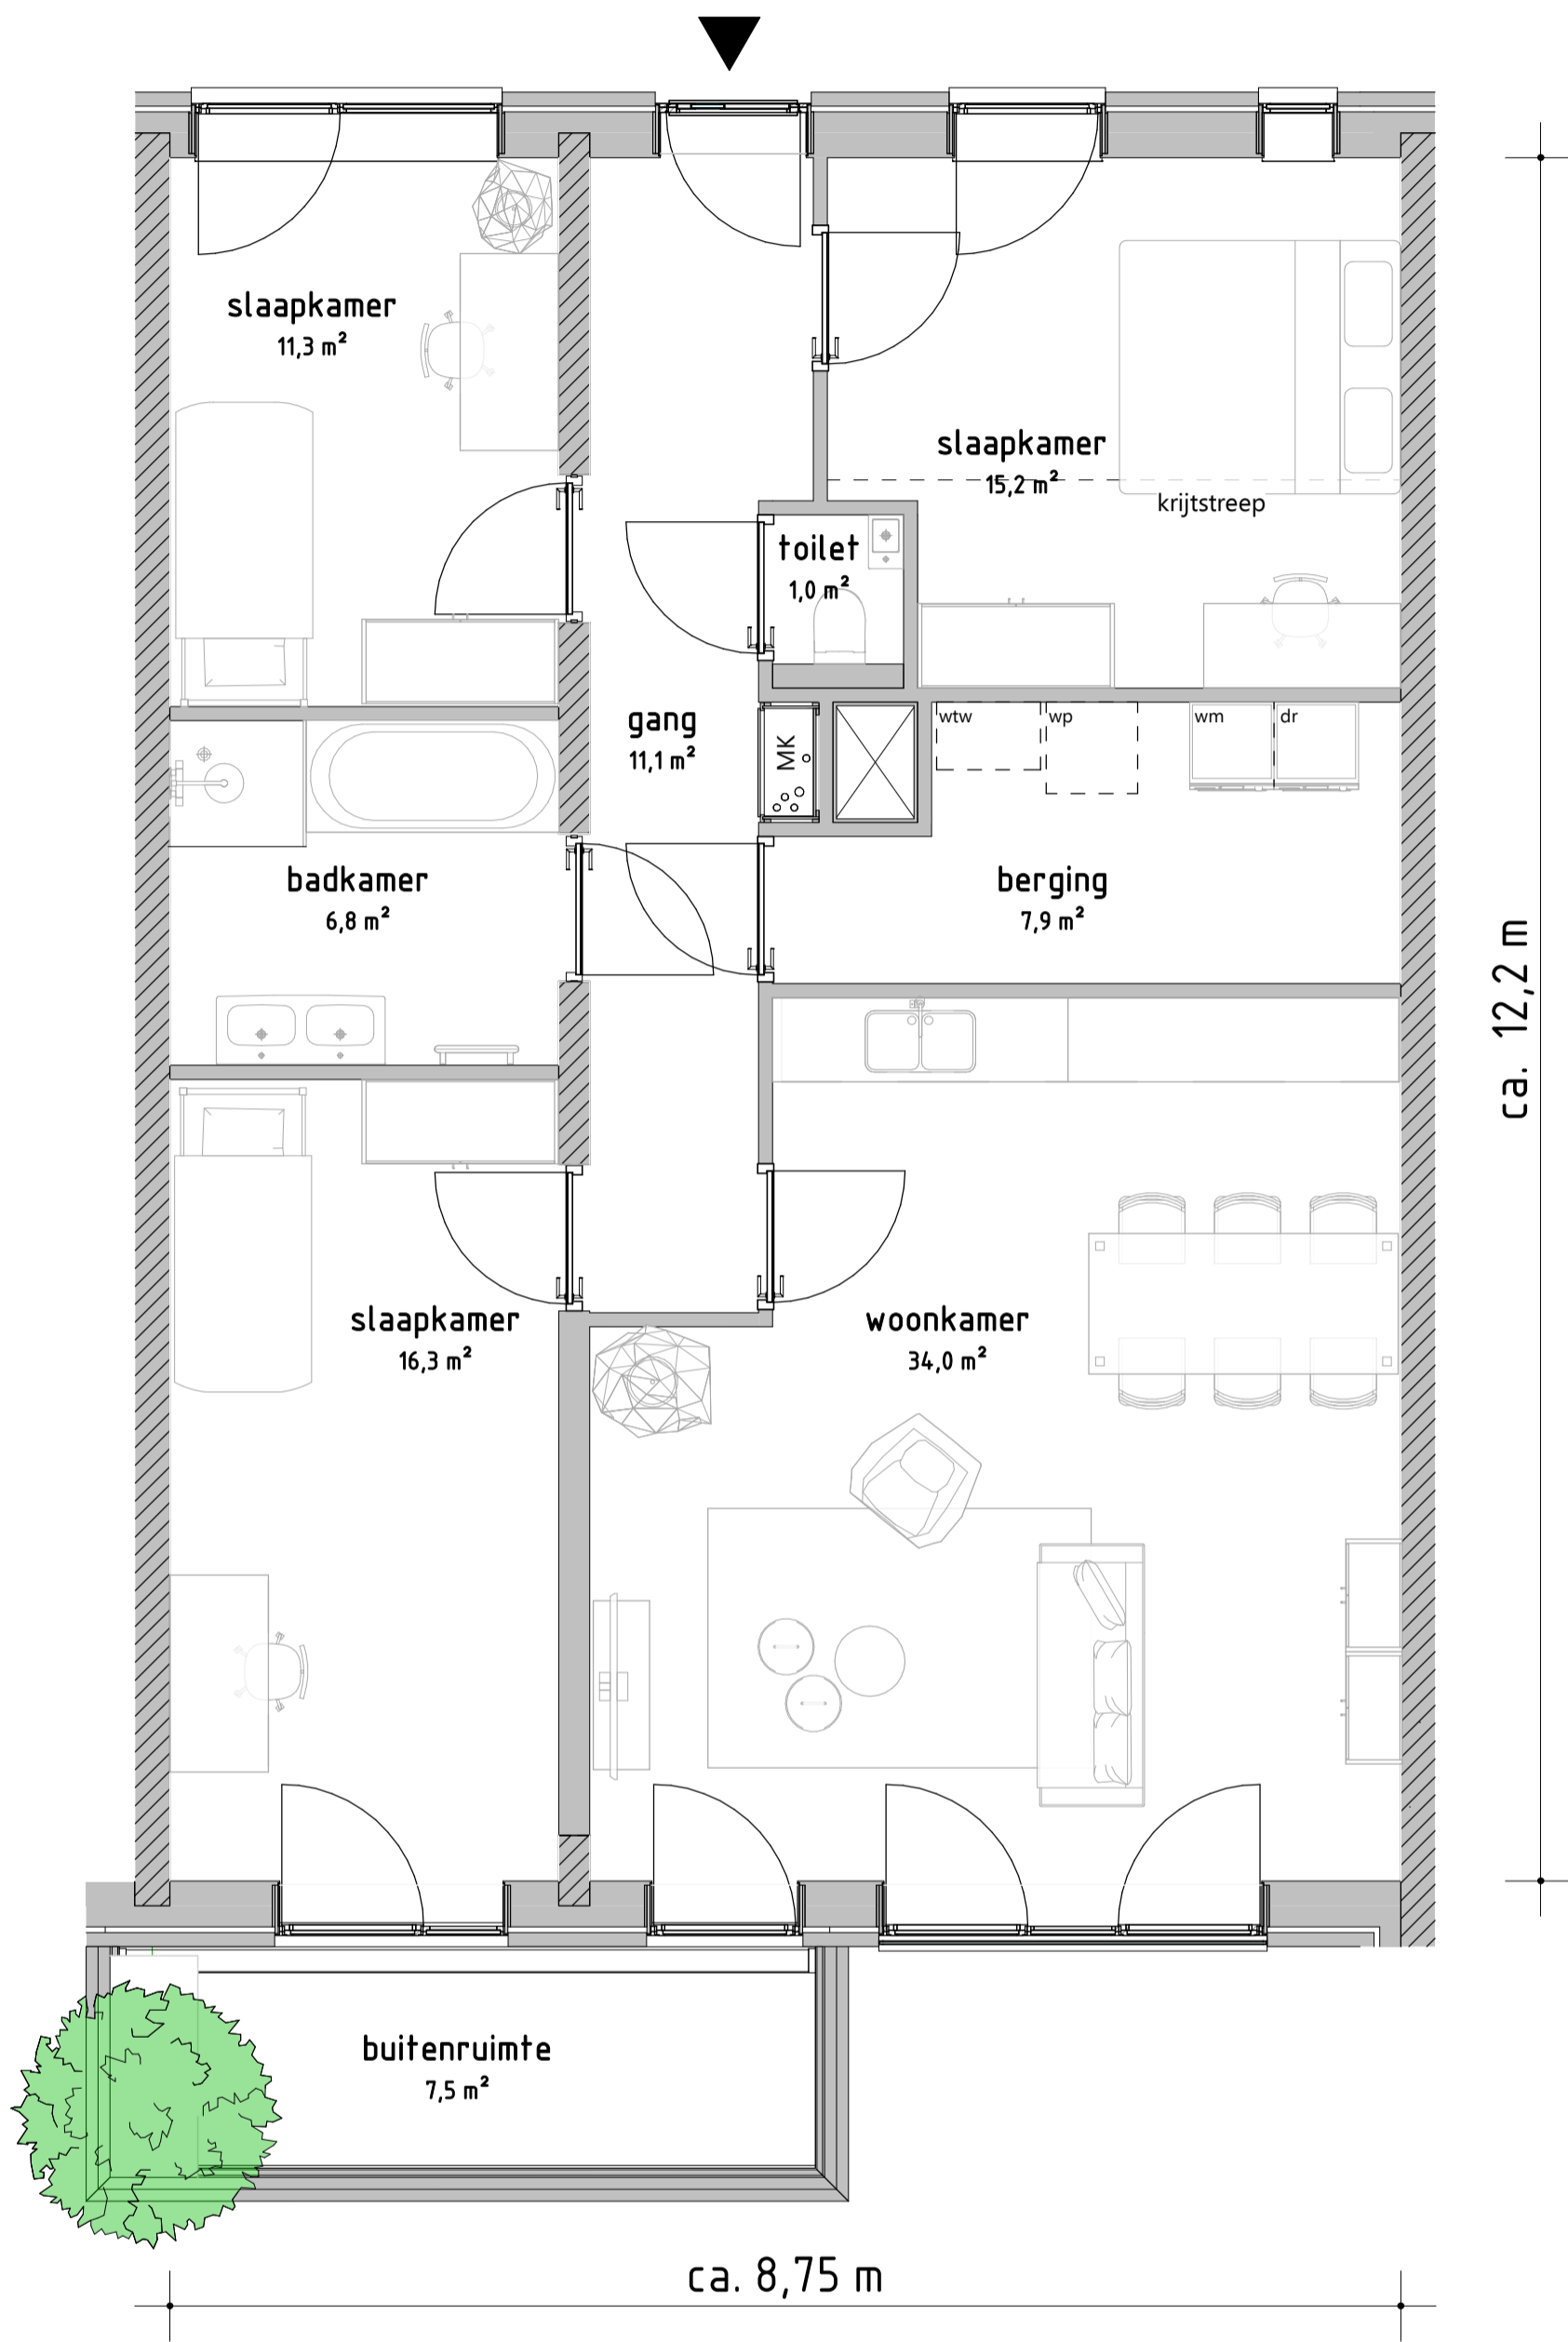 slaapkamer
11,3 m²
slaapkamer
15,2 m²
krijtstreep
toilet
1,0 m²
gang
11,1 m²
MK
wtw
wp
wm
dr
badkamer
6,8 m²
berging
7,9 m²
ca. 12,2 m
slaapkamer
16,3 m²
woonkamer
34,0 m²
buitenruimte
7,5 m²
ca. 8,75 m